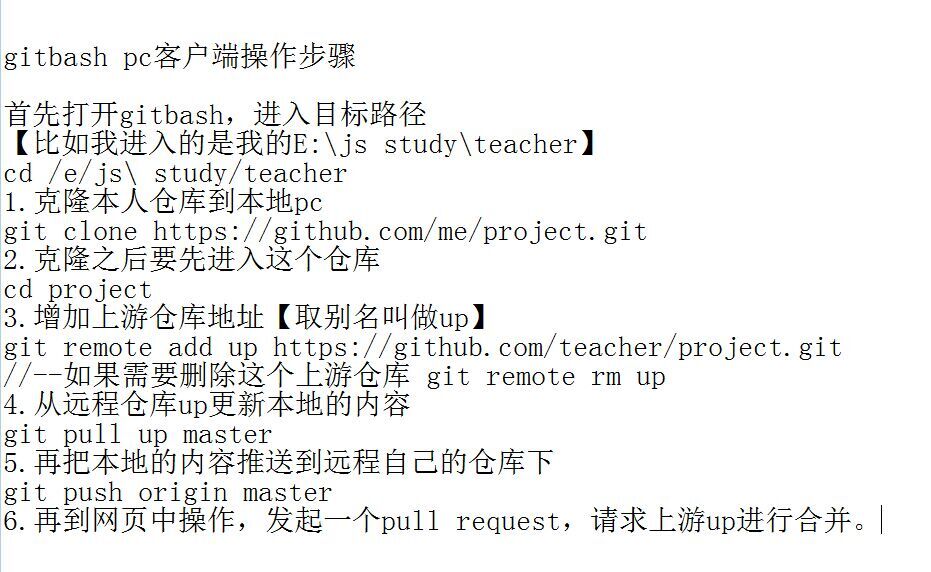 gitbash pc客户端操作步骤
首先打开gitbash，进入目标路径
【比如我进入的是我的E:\js study\teacher】
cd /e/js\ study/teacher
1.克隆本人仓库到本地pc
git clone https://github.com/me/project.git
2.克隆之后要先进入这个仓库
cd project
3.增加上游仓库地址【取别名叫做up】
git remote add up https://github.com/teacher/project.git
//--如果需要删除这个上游仓库 git remote rm up
4.从远程仓库up更新本地的内容
git pull up master
5.再把本地的内容推送到远程自己的仓库下
git push origin master
6.再到网页中操作，发起一个pull request，请求上游up进行合并。